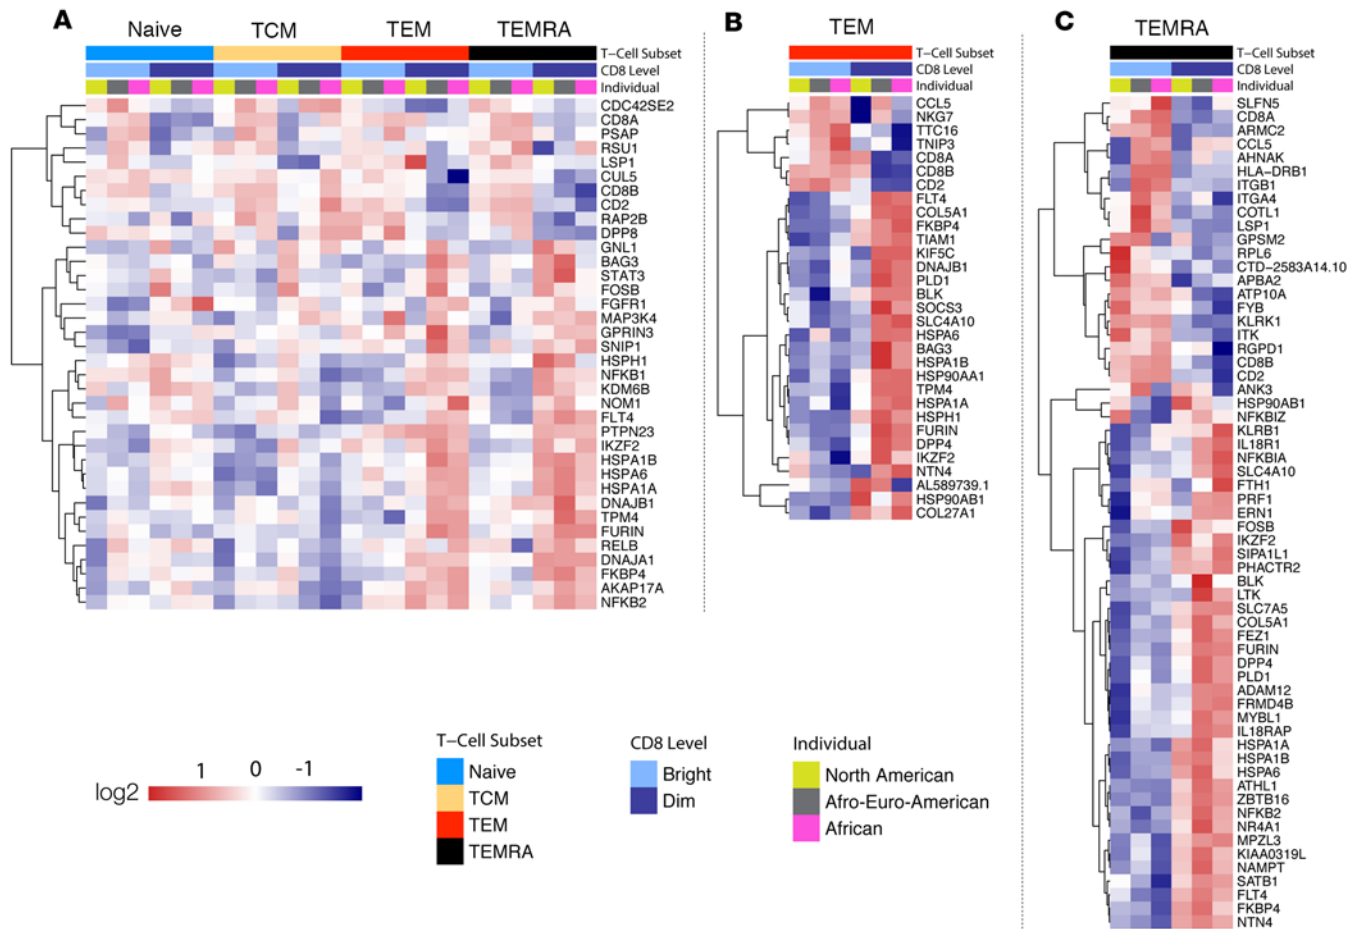 A
Naive
TCM
TEM
TEMRA
T-Cell Subset
CD8 Level
Individual
CDC42SE2
CD8A
PSAP
RSU1
LSP1
CUL5
CD8B
CD2
RAP2B
DPP8
GNL1
BAG3
STAT3
FOSB
FGFR1
MAP3K4
GPRIN3
SNIP1
HSPH1
NFKB1
KDM6B
NOM1
FLT4
PTPN23
IKZF2
HSPA1B
HSPA6
HSPA1A
DNAJB1
TPM4
FURIN
RELB
DNAJA1
FKBP4
AKAP17A
NFKB2
B
TEM
T-Cell Subset
CD8 Level
Individual
CCL5
NKG7
TTC16
TNIP3
CD8A
CD8B
CD2
FLT4
COL5A1
FKBP4
TIAM1
KIF5C
DNAJB1
PLD1
BLK
SOCS3
SLC4A10
HSPA6
BAG3
HSPA1B
HSP90AA1
TPM4
HSPA1A
HSPH1
FURIN
DPP4
IKZF2
NTN4
AL589739.1
HSP90AB1
COL27A1
C
TEMRA
T-Cell Subset
CD8 Level
Individual
SLFN5
CD8A
ARMC2
CCL5
AHNAK
HLA-DRB1
ITGB1
ITGA4
COTL1
LSP1
GPSM2
RPL6
CTD-2583A14.10
APBA2
ATP10A
FYB
KLRK1
ITK
RGPD1
CD8B
CD2
ANK3
HSP90AB1
NFKBIZ
KLRB1
IL18R1
NFKBIA
SLC4A10
FTH1
PRF1
ERN1
FOSB
IKZF2
SIPA1L1
PHACTR2
BLK
LTK
SLC7A5
COL5A1
FEZ1
FURIN
DPP4
PLD1
ADAM12
FRMD4B
MYBL1
IL18RAP
HSPA1A
HSPA1B
HSPA6
ATHL1
ZBTB16
NFKB2
NR4A1
MPZL3
KIAA0319L
NAMPT
SATB1
FLT4
FKBP4
NTN4
log2
1 0 -1
T-Cell Subset
Naive
TCM
TEM
TEMRA
CD8 Level
Bright
Dim
Individual
North American
Afro-Euro-American
African